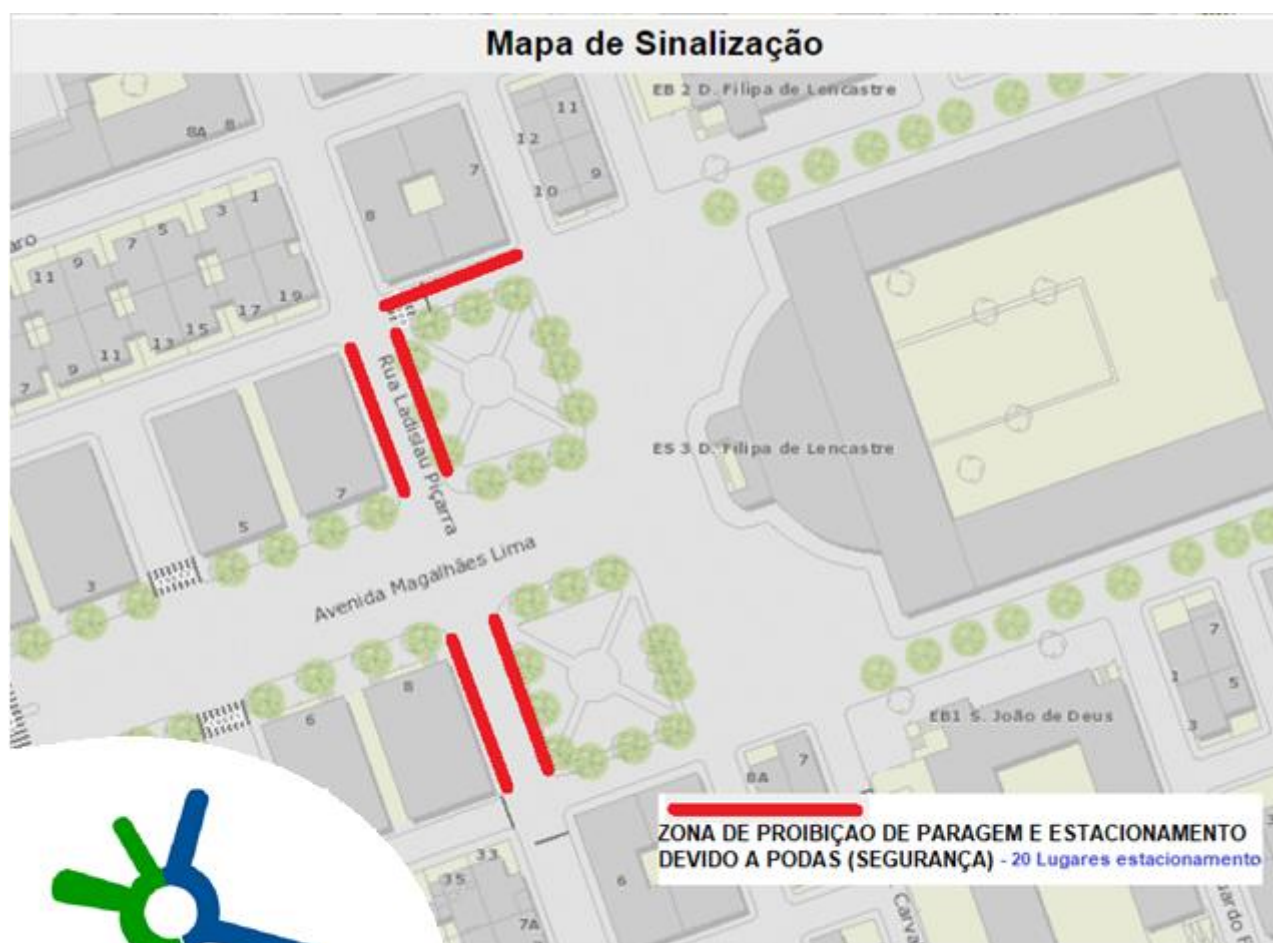 Mapa de Sinalização
EB 2 D. Filipa de Lencastre
11
12
8A 8
7
9
10
1
3
8
5
7
9
11
19
17
15
13
11
9
7
Rua Ladislau Piçarra
ES 3 D. Filipa de Lencastre
7
5
3
Avenida Magalhães Lima
8
6
7
1
5
3
EB1 S. João de Deus
7
8A
ZONA DE PROIBIÇAO DE PARAGEM E ESTACIONAMENTO
DEVIDO A PODAS (SEGURANÇA) - 20 Lugares estacionamento
33
35
6
7A